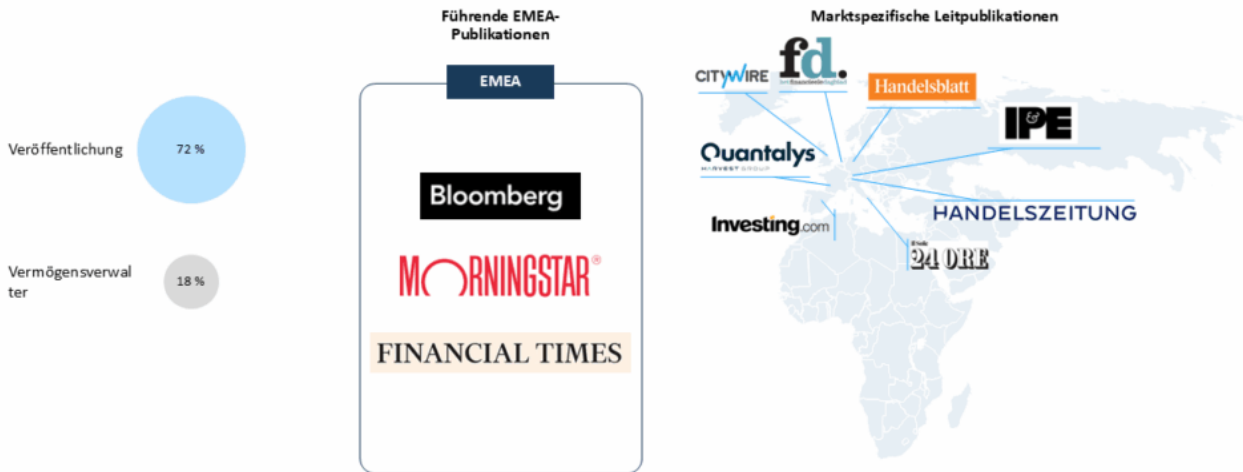 Führende EMEA-
Publikationen
Marktspezifische Leitpublikationen
EMEA
Veröffentlichung
72 %
Vermögensverwal
ter
18 %
Bloomberg
MORNINGSTAR®
FINANCIAL TIMES
CITYWIRE
fd.
Handelsblatt
I&PE
Quantalys
HARVEST GROUP
HANDELSZEITUNG
Investing.com
24 ORE